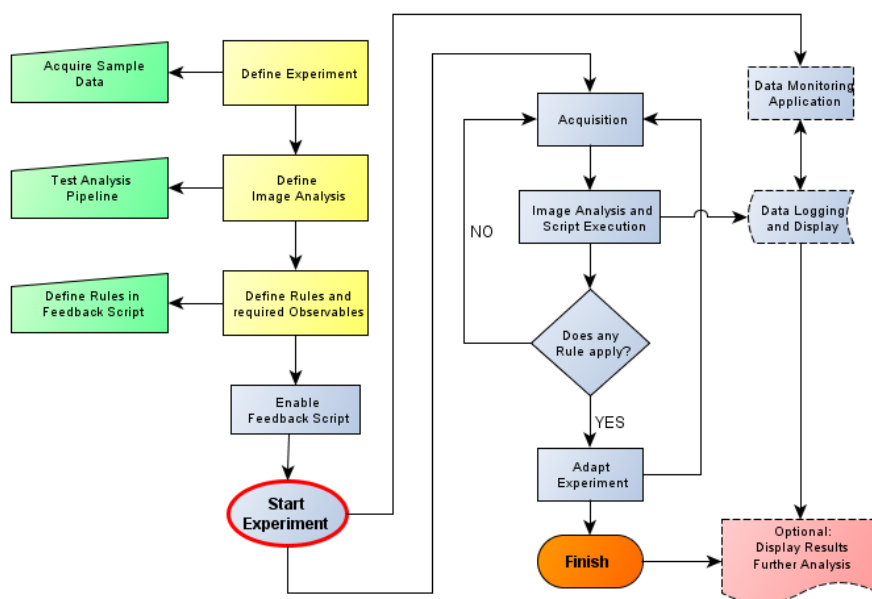 Acquire Sample
Data
Define Experiment
Test Analysis
Pipeline
Define
Image Analysis
Define Rules in
Feedback Script
Define Rules and
required Observables
Enable
Feedback Script
Start
Experiment
Acquisition
Image Analysis and
Script Execution
NO
Does any
Rule apply?
YES
Adapt
Experiment
Finish
Data Monitoring
Application
Data Logging
and Display
Optional:
Display Results
Further Analysis